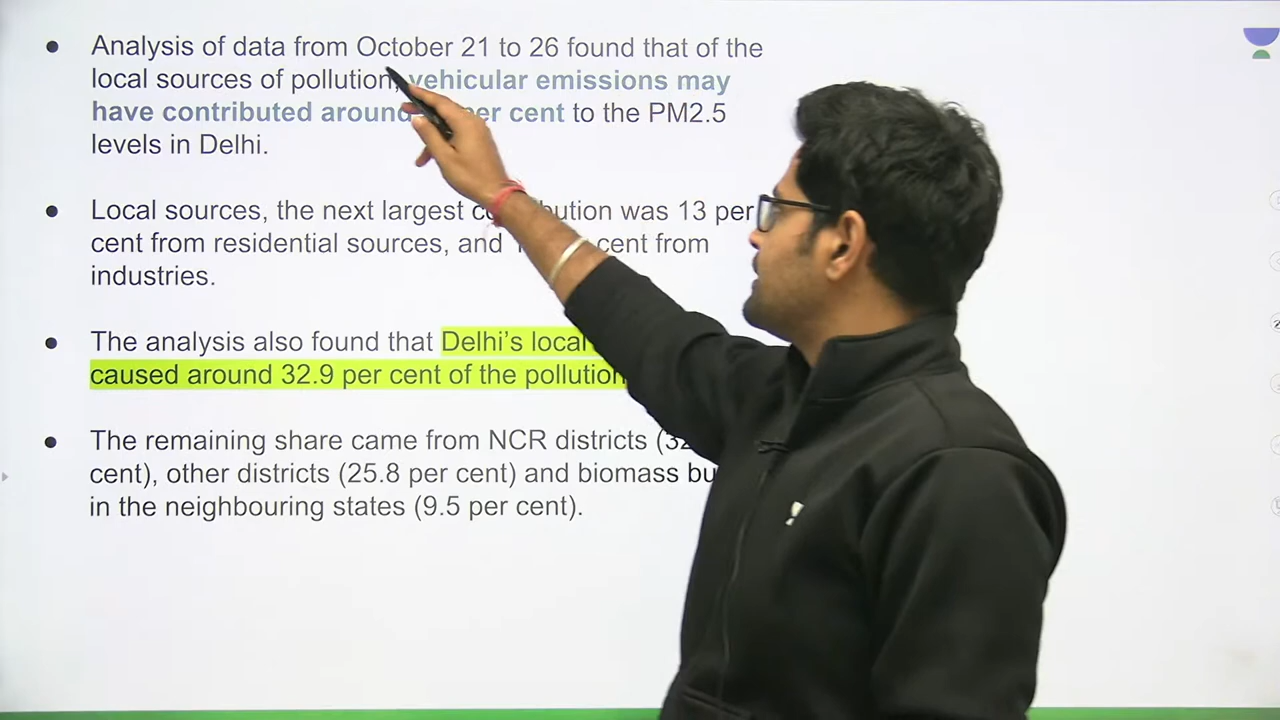 Analysis of data from October 21 to 26 found that of the
local sources of pollution, vehicular emissions may
have contributed around per cent to the PM2.5
levels in Delhi.
Local sources, the next largest was 13 per
cent from residential sources, and cent from
industries.
The analysis also found that Delhi's local
caused around 32.9 per cent of the pollution
The remaining share came from NCR districts
cent), other districts (25.8 per cent) and biomass
in the neighbouring states (9.5 per cent).